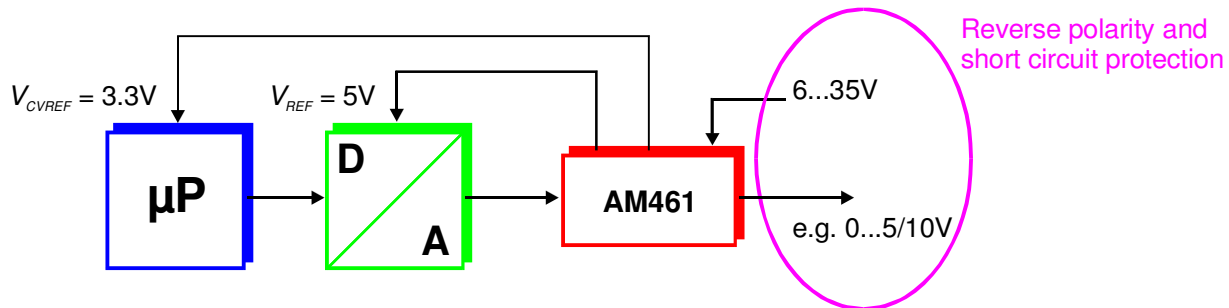 Reverse polarity and
short circuit protection
V_CVREF = 3.3V
V_REF = 5V
6...35V
µP
D
A
AM461
e.g. 0...5/10V